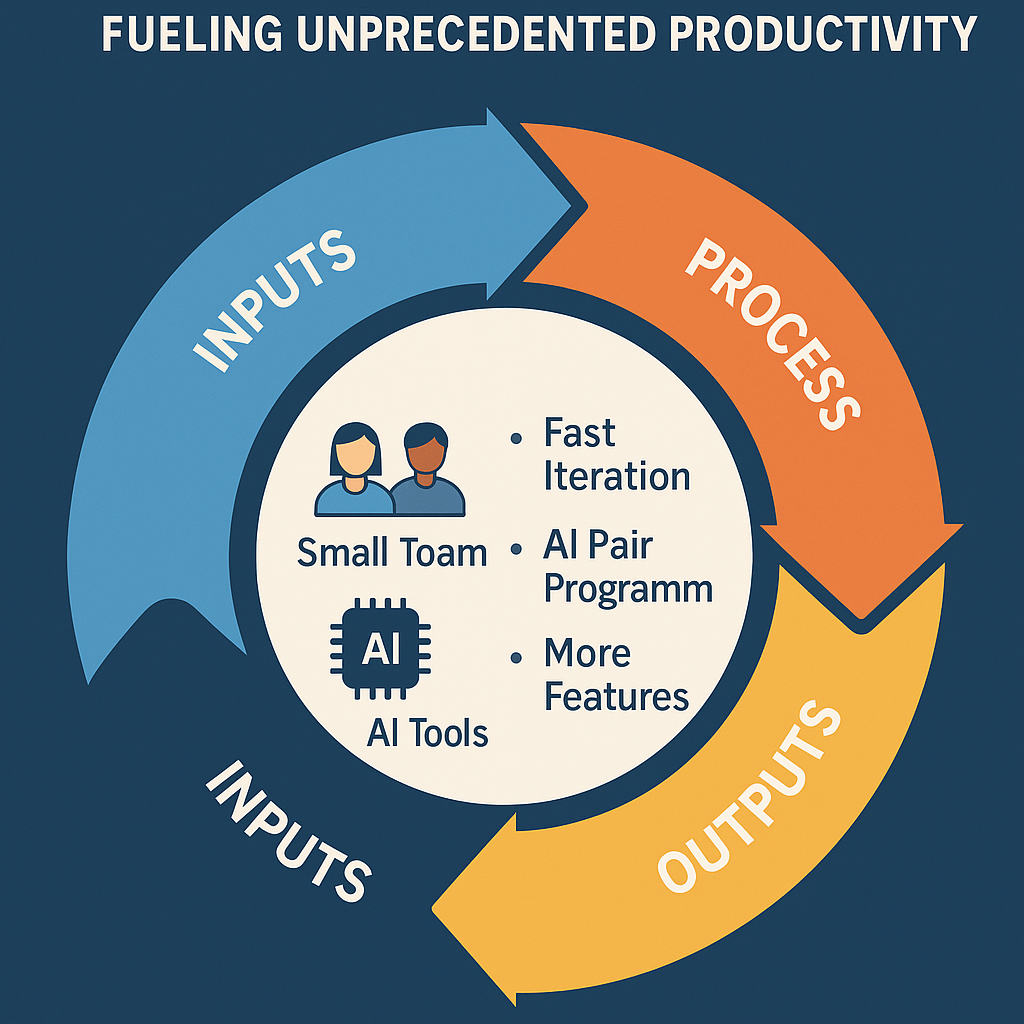 FUELING UNPRECEDENTED PRODUCTIVITY
INPUTS
PROCESS
Small Toam
AI
AI Tools
• Fast
Iteration
• AI Pair
Programm
• More
Features
OUTPUTS
INPUTS